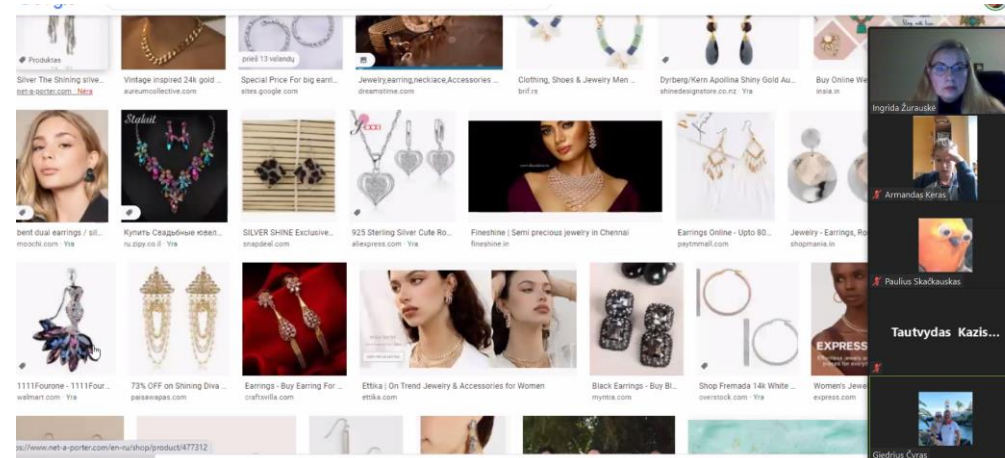 Produktas
prieš 13 valandų
Silver The Shining silve...
net-a-porter.com · Nėra
Vintage inspired 24k gold ...
aureumcollective.com
Special Price For big earri...
sites.google.com
Jewelry,earring,necklace,Accessories ...
dreamstime.com
Clothing, Shoes & Jewelry Men ...
brif.rs
Dyrberg/Kern Apollina Shiny Gold Au...
shinedesignstore.co.nz · Yra
Buy Online We
insia.in
Stalait
bent dual earrings / sil...
moochi.com · Yra
Купить Свадьбные ювел...
ru.zipy.co.il · Yra
SILVER SHINE Exclusive...
snapdeal.com
925 Sterling Silver Cute Ro...
aliexpress.com · Yra
Fineshine | Semi precious jewelry in Chennai
fineshine.in
Earrings Online - Upto 80...
paytmmall.com
Jewelry - Earrings, Ro
shopmania.in
1111Fourone - 1111Four...
walmart.com · Yra
73% OFF on Shining Diva ...
paisawapas.com
Earrings - Buy Earring For ...
craftsvilla.com
Ettika | On Trend Jewelry & Accessories for Women
ettika.com
Black Earrings - Buy Bl...
myntra.com
Shop Fremada 14k White ...
overstock.com · Yra
EXPRESS
Women's Jewe
express.com
ps://www.net-a-porter.com/en-ru/shop/product/477312
Ingrida Žurauskė
Armandas Keras
Paulius Skačkauskas
Tautvydas Kazis...
Giedrius Čyras